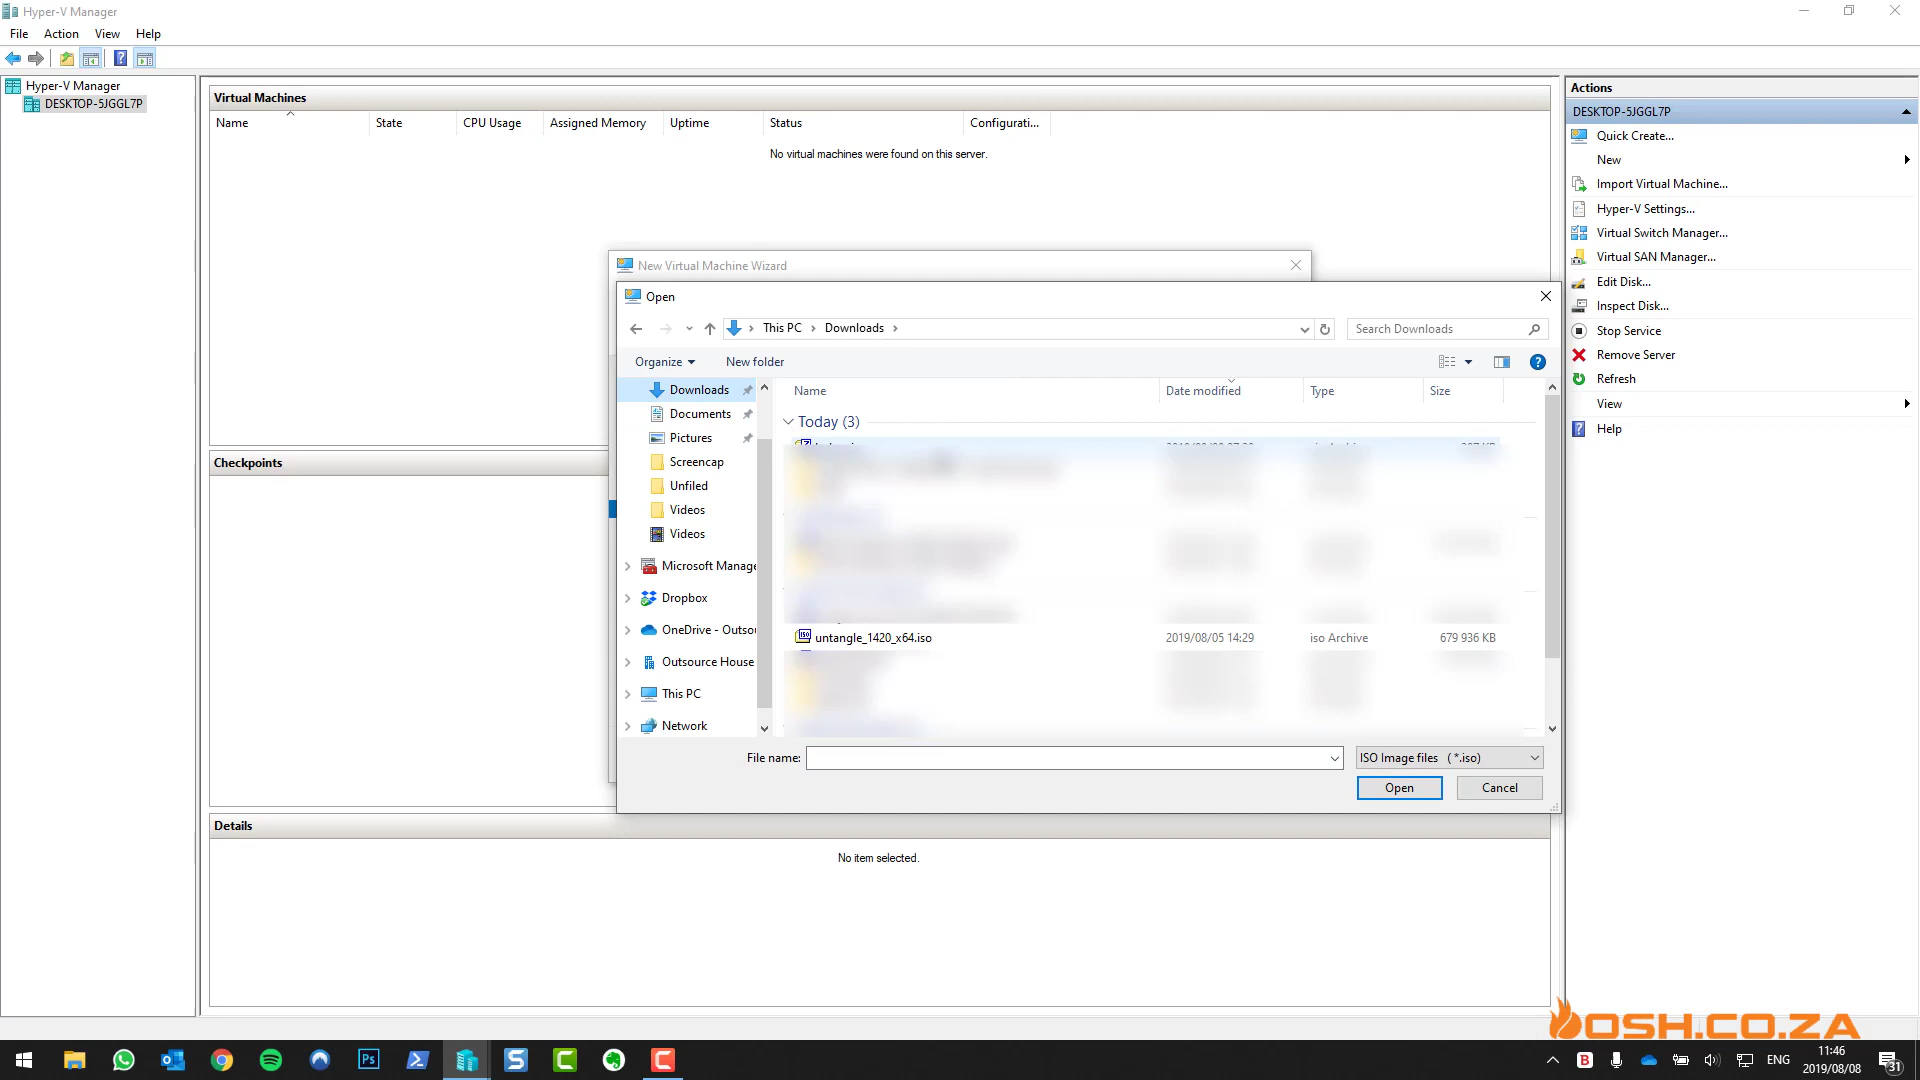 Hyper-V Manager
File Action View Help
Hyper-V Manager
DESKTOP-5JGGL7P
Virtual Machines
Name State CPU Usage Assigned Memory Uptime Status Configurati...
No virtual machines were found on this server.
Checkpoints
Details
No item selected.
New Virtual Machine Wizard
Open
This PC Downloads
Search Downloads
Organize New folder
Name Date modified Type Size
Downloads
Documents
Pictures
Screencap
Unfiled
Videos
Videos
Microsoft Manage
Dropbox
OneDrive - Outsou
Outsource House
This PC
Network
Today (3)
untangle_1420_x64.iso 2019/08/05 14:29 iso Archive 679 936 KB
File name:
ISO Image files (*.iso)
Open Cancel
Actions
DESKTOP-5JGGL7P
Quick Create...
New
Import Virtual Machine...
Hyper-V Settings...
Virtual Switch Manager...
Virtual SAN Manager...
Edit Disk...
Inspect Disk...
Stop Service
Remove Server
Refresh
View
Help
OSH.CO.ZA
ENG
11:46
2019/08/08
31